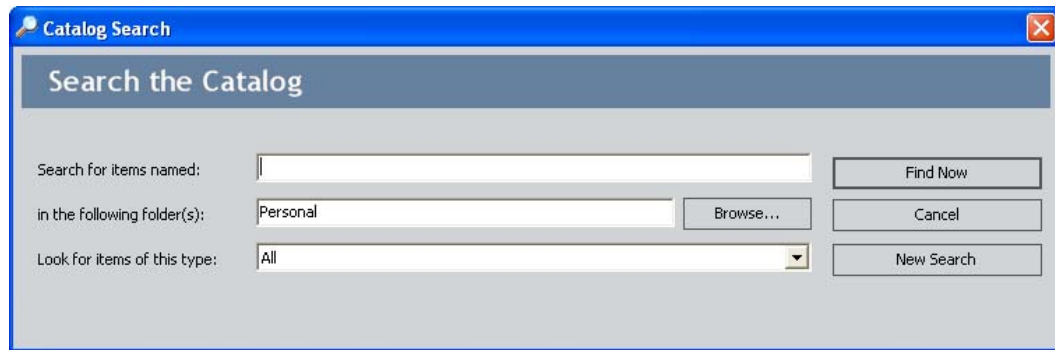 Catalog Search
Search the Catalog
Search for items named:
Find Now
in the following folder(s):
Personal
Browse...
Cancel
Look for items of this type:
All
New Search